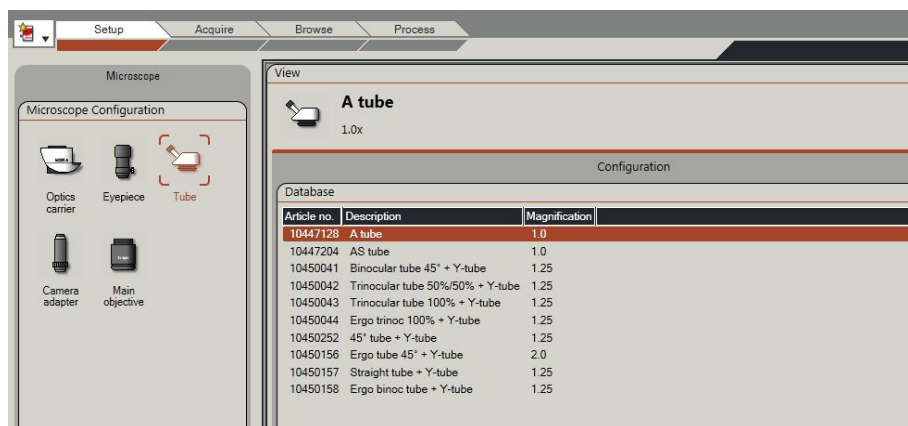 Setup Acquire Browse Process
Microscope
Microscope Configuration
Optics carrier
Eyepiece
Tube
Camera adapter
Main objective
View
A tube
1.0x
Configuration
Database
Article no. Description Magnification
10447128 A tube 1.0
10447204 AS tube 1.0
10450041 Binocular tube 45° + Y-tube 1.25
10450042 Trinocular tube 50%/50% + Y-tube 1.25
10450043 Trinocular tube 100% + Y-tube 1.25
10450044 Ergo trinoc 100% + Y-tube 1.25
10450252 45° tube + Y-tube 1.25
10450156 Ergo tube 45° + Y-tube 2.0
10450157 Straight tube + Y-tube 1.25
10450158 Ergo binoc tube + Y-tube 1.25